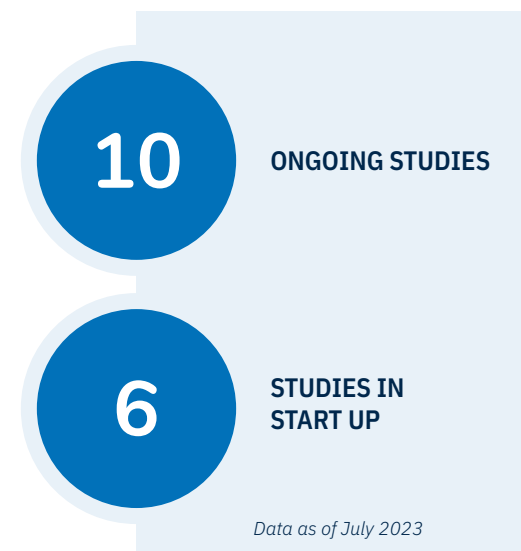 10
ONGOING STUDIES
6
STUDIES IN
START UP
Data as of July 2023